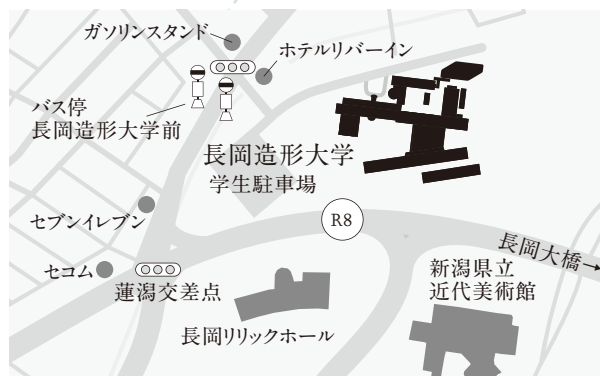 ガソリンスタンド
ホテルリバーイン
バス停
長岡造形大学前
長岡造形大学
学生駐車場
セブンイレブン
R8
長岡大橋→
セコム
蓮潟交差点
新潟県立
近代美術館
長岡リリックホール